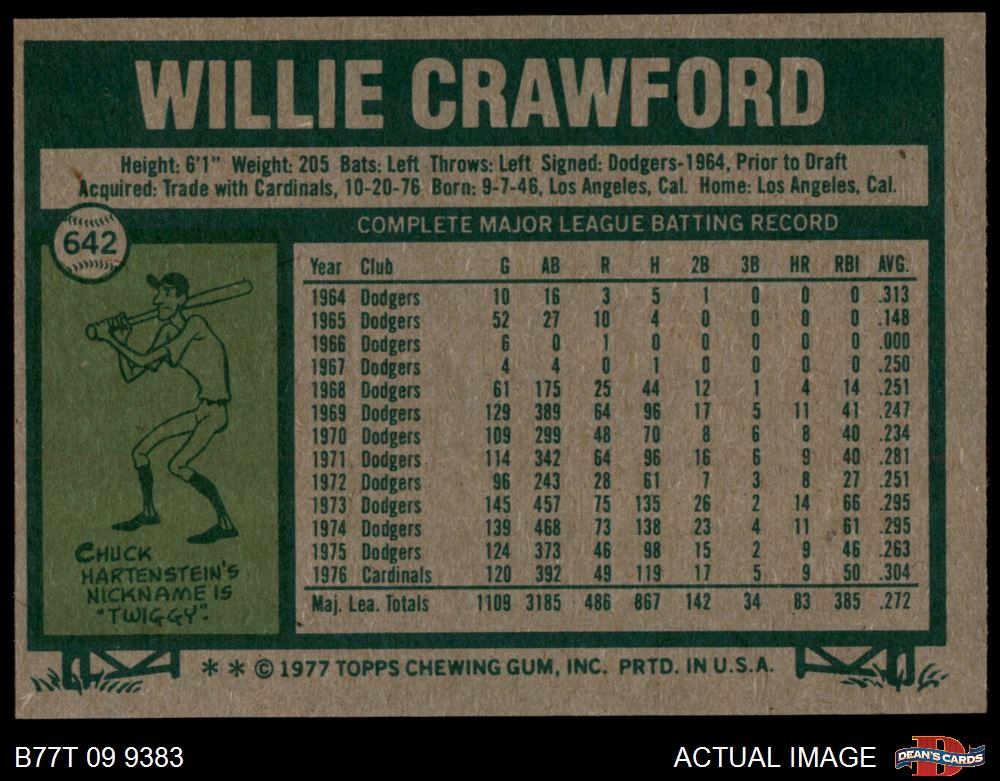 WILLIE CRAWFORD
Height: 6'1" Weight: 205 Bats: Left Throws: Left Signed: Dodgers-1964, Prior to Draft
Acquired: Trade with Cardinals, 10-20-76 Born: 9-7-46, Los Angeles, Cal. Home: Los Angeles, Cal.
642
COMPLETE MAJOR LEAGUE BATTING RECORD
Year Club G AB R H 2B 3B HR RBI AVG.
1964 Dodgers 10 16 3 5 1 0 0 0 .313
1965 Dodgers 52 27 10 4 0 0 0 0 .148
1966 Dodgers 6 0 1 0 0 0 0 0 .000
1967 Dodgers 4 4 0 1 0 0 0 0 .250
1968 Dodgers 61 175 25 44 12 1 4 14 .251
1969 Dodgers 129 389 64 96 17 5 11 41 .247
1970 Dodgers 109 299 48 70 8 6 8 40 .234
1971 Dodgers 114 342 64 96 16 6 9 40 .281
1972 Dodgers 96 243 28 61 7 3 8 27 .251
1973 Dodgers 145 457 75 135 26 2 14 66 .295
1974 Dodgers 139 468 73 138 23 4 11 61 .295
1975 Dodgers 124 373 46 98 15 2 9 46 .263
1976 Cardinals 120 392 49 119 17 5 9 50 .304
Maj. Lea. Totals 1109 3185 486 867 142 34 83 385 .272
CHUCK
HARTENSTEIN'S
NICKNAME IS
"TWIGGY".
* * © 1977 TOPPS CHEWING GUM, INC. PRTD. IN U.S.A.
B77T 09 9383
ACTUAL IMAGE
D
DEAN'S CARDS